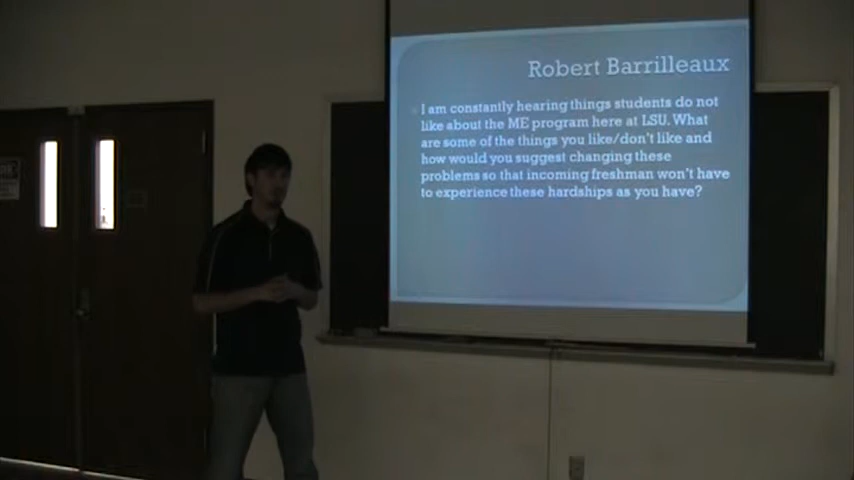 Robert Barrilleaux
I am constantly hearing things students do not
like about the ME program here at LSU. What
are some of the things you like/don't like and
how would you suggest changing these
problems so that incoming freshman won't have
to experience these hardships as you have?